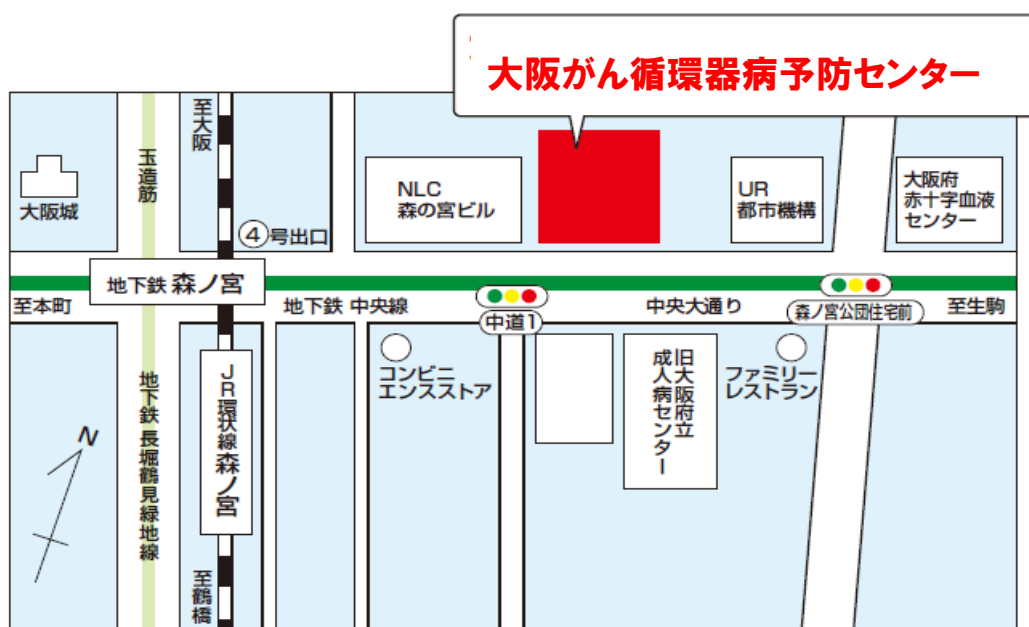 大阪がん循環器病予防センター
至大阪
玉造筋
大阪城
④号出口
NLC
森の宮ビル
UR
都市機構
大阪府
赤十字血液
センター
地下鉄 森ノ宮
至本町
地下鉄 中央線
中道1
中央大通り
森ノ宮公団住宅前
至生駒
JR環状線 森ノ宮
地下鉄 長堀鶴見緑地線
コンビニ
エンスストア
旧大阪府立
成人病センター
ファミリー
レストラン
N
至鶴橋